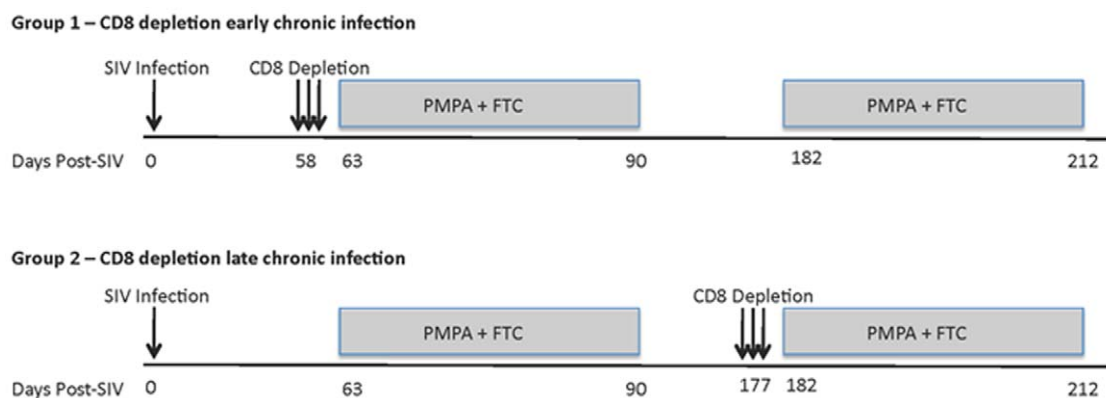 Group 1 – CD8 depletion early chronic infection
SIV Infection CD8 Depletion
PMPA + FTC PMPA + FTC
Days Post-SIV 0 58 63 90 182 212
Group 2 – CD8 depletion late chronic infection
SIV Infection CD8 Depletion
PMPA + FTC PMPA + FTC
Days Post-SIV 0 63 90 177 182 212